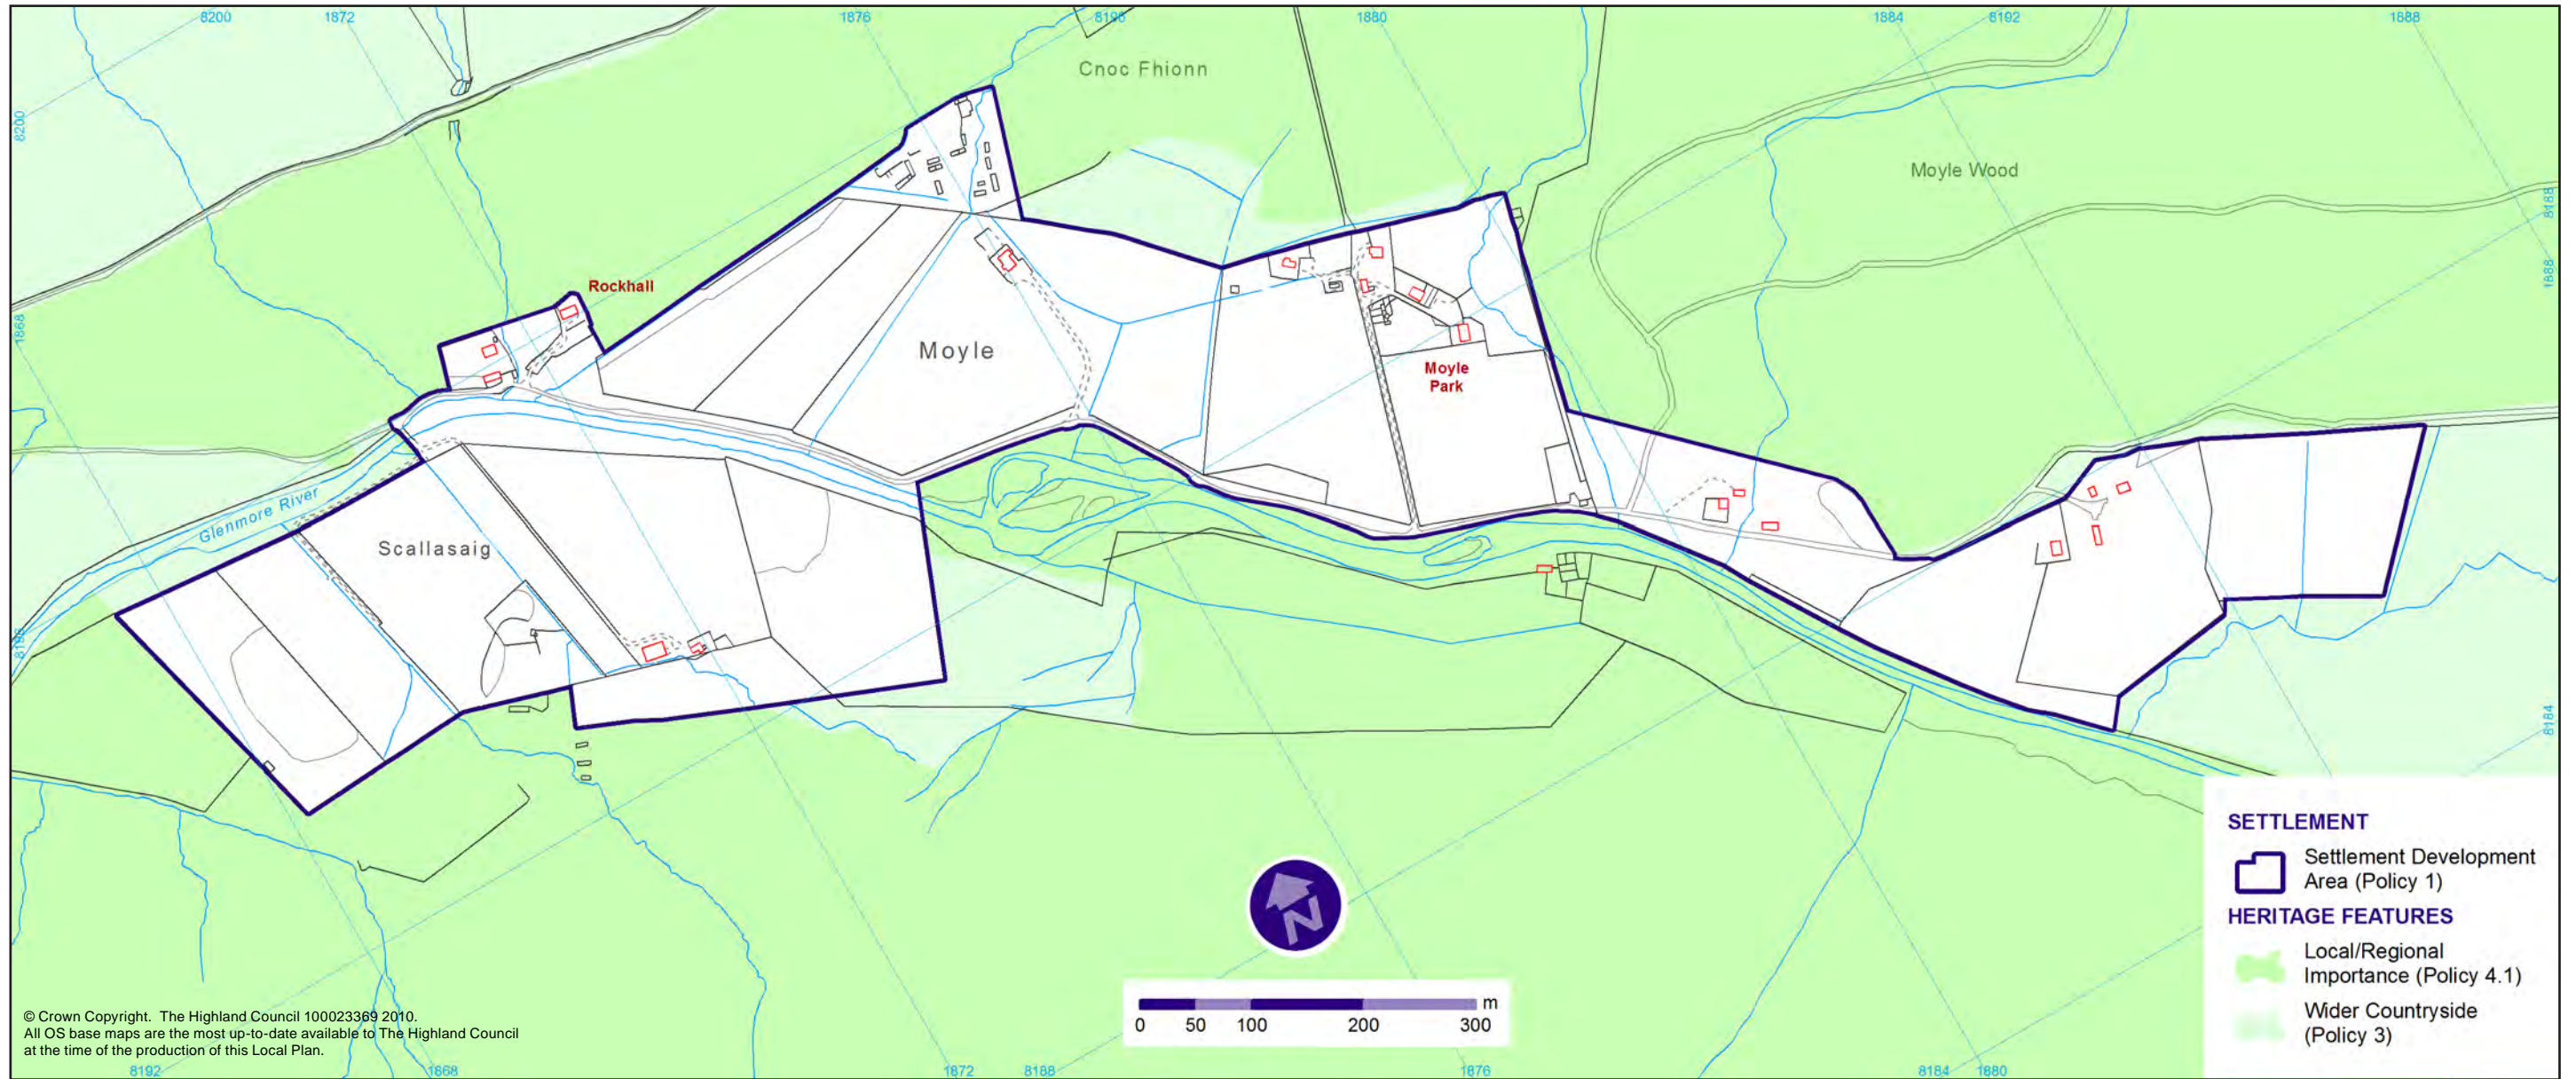 8200
1872
1876
8196
1880
1884
8192
1888
Cnoc Fhionn
8200
Moyle Wood
8188
1888
Rockhall
1868
Moyle
Moyle
Park
Glenmore River
Scallasaig
8196
8184
SETTLEMENT
Settlement Development
Area (Policy 1)
HERITAGE FEATURES
Local/Regional
Importance (Policy 4.1)
Wider Countryside
(Policy 3)
N
m
0 50 100 200 300
© Crown Copyright. The Highland Council 100023369 2010.
All OS base maps are the most up-to-date available to The Highland Council
at the time of the production of this Local Plan.
8192
1868
1872
8188
1876
8184
1880